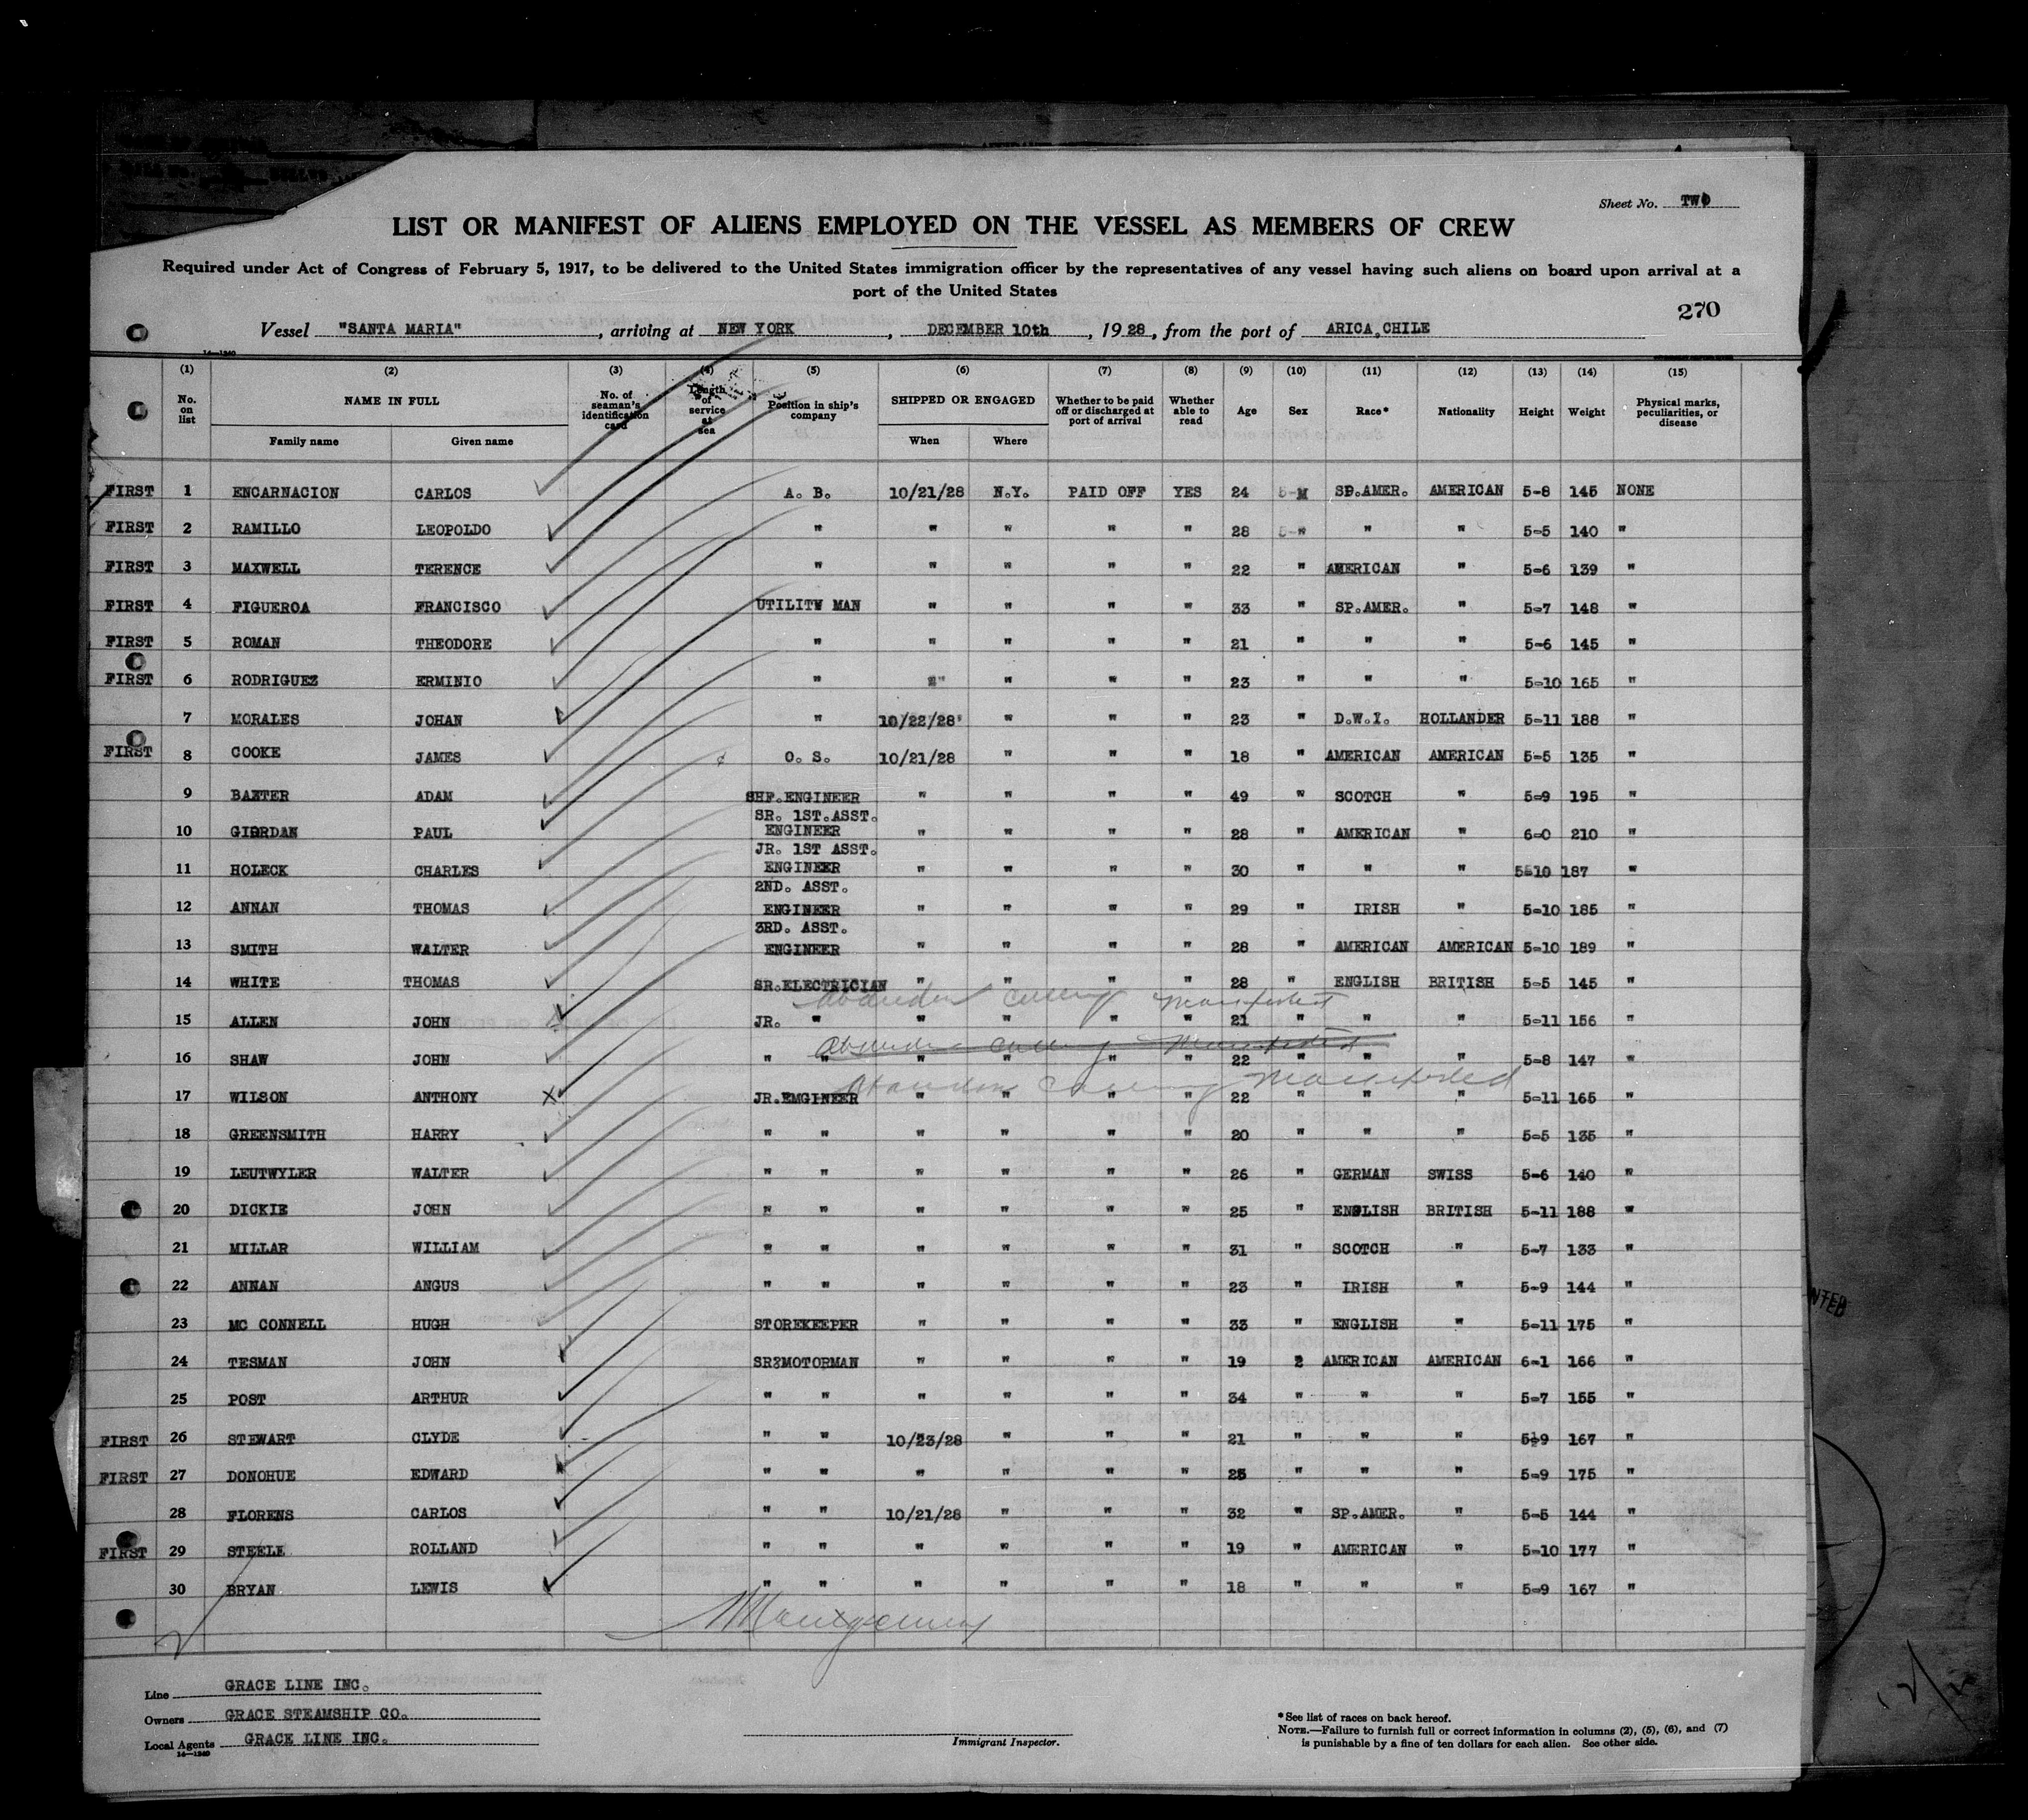 Sheet No. TWO
LIST OR MANIFEST OF ALIENS EMPLOYED ON THE VESSEL AS MEMBERS OF CREW
Required under Act of Congress of February 5, 1917, to be delivered to the United States immigration officer by the representatives of any vessel having such aliens on board upon arrival at a
port of the United States
270
Vessel "SANTA MARIA", arriving at NEW YORK, DECEMBER 10th, 1928, from the port of ARICA,CHILE
14—1240
(1) (2) (3) (4) (5) (6) (7) (8) (9) (10) (11) (12) (13) (14) (15)
No. on list NAME IN FULL Family name Given name No. of seaman's identification card Length of service at sea Position in ship's company SHIPPED OR ENGAGED When Where Whether to be paid off or discharged at port of arrival Whether able to read Age Sex Race* Nationality Height Weight Physical marks, peculiarities, or disease
FIRST 1 ENCARNACION CARLOS A. B. 10/21/28 N.Y. PAID OFF YES 24 M SP.AMER. AMERICAN 5-8 145 NONE
FIRST 2 RAMILLO LEOPOLDO " " " " " 28 " " " 5-5 140 "
FIRST 3 MAXWELL TERENCE " " " " " 22 " AMERICAN " 5-6 139 "
FIRST 4 FIGUEROA FRANCISCO UTILITY MAN " " " " 33 " SP.AMER. " 5-7 148 "
FIRST 5 ROMAN THEODORE " " " " " 21 " " " 5-6 145 "
FIRST 6 RODRIGUEZ ERMINIO " " " " " 23 " " " 5-10 165 "
7 MORALES JOHAN " 10/22/28 " " " 23 " D.W.I. HOLLANDER 5-11 188 "
FIRST 8 COOKE JAMES O. S. 10/21/28 " " " 18 " AMERICAN AMERICAN 5-5 135 "
9 BAXTER ADAM CHF.ENGINEER " " " " 49 " SCOTCH " 5-9 195 "
SR. 1ST.ASST.
10 GIORDAN PAUL ENGINEER " " " " 28 " AMERICAN " 6-0 210 "
JR. 1ST ASST.
11 HOLECK CHARLES ENGINEER " " " " 30 " " " 5-10 187 "
2ND. ASST.
12 ANNAN THOMAS ENGINEER " " " " 29 " IRISH " 5-10 185 "
3RD. ASST.
13 SMITH WALTER ENGINEER " " " " 28 " AMERICAN AMERICAN 5-10 189 "
14 WHITE THOMAS SR.ELECTRICIAN " " " " 28 " ENGLISH BRITISH 5-5 145 "
15 ALLEN JOHN JR. " " " " " 21 " " " 5-11 156 "
16 SHAW JOHN " " " " " " 22 " " " 5-8 147 "
17 WILSON ANTHONY JR.EMGINEER " " " " 22 " " " 5-11 165 "
18 GREENSMITH HARRY " " " " " " 20 " " " 5-5 135 "
19 LEUTWYLER WALTER " " " " " " 26 " GERMAN SWISS 5-6 140 "
20 DICKIE JOHN " " " " " " 25 " ENGLISH BRITISH 5-11 188 "
21 MILLAR WILLIAM " " " " " " 31 " SCOTCH " 5-7 133 "
22 ANNAN ANGUS " " " " " " 23 " IRISH " 5-9 144 "
23 MC CONNELL HUGH STOREKEEPER " " " " 33 " ENGLISH " 5-11 175 "
24 TESMAN JOHN SR8MOTORMAN " " " " 19 2 AMERICAN AMERICAN 6-1 166 "
25 POST ARTHUR " " " " " " 34 " " " 5-7 155 "
FIRST 26 STEWART CLYDE " " 10/23/28 " " " 21 " " " 5-9 167 "
FIRST 27 DONOHUE EDWARD " " " " " " 25 " " " 5-9 175 "
28 FLORENS CARLOS " " 10/21/28 " " " 32 " SP.AMER. " 5-5 144 "
FIRST 29 STEELE ROLLAND " " " " " " 19 " AMERICAN " 5-10 177 "
30 BRYAN LEWIS " " " " " " 18 " " " 5-9 167 "
Montgomery
Line GRACE LINE INC.
Owners GRACE STEAMSHIP CO.
Local Agents GRACE LINE INC.
14—1240
Immigrant Inspector.
*See list of races on back hereof.
NOTE.—Failure to furnish full or correct information in columns (2), (5), (6), and (7)
is punishable by a fine of ten dollars for each alien. See other side.